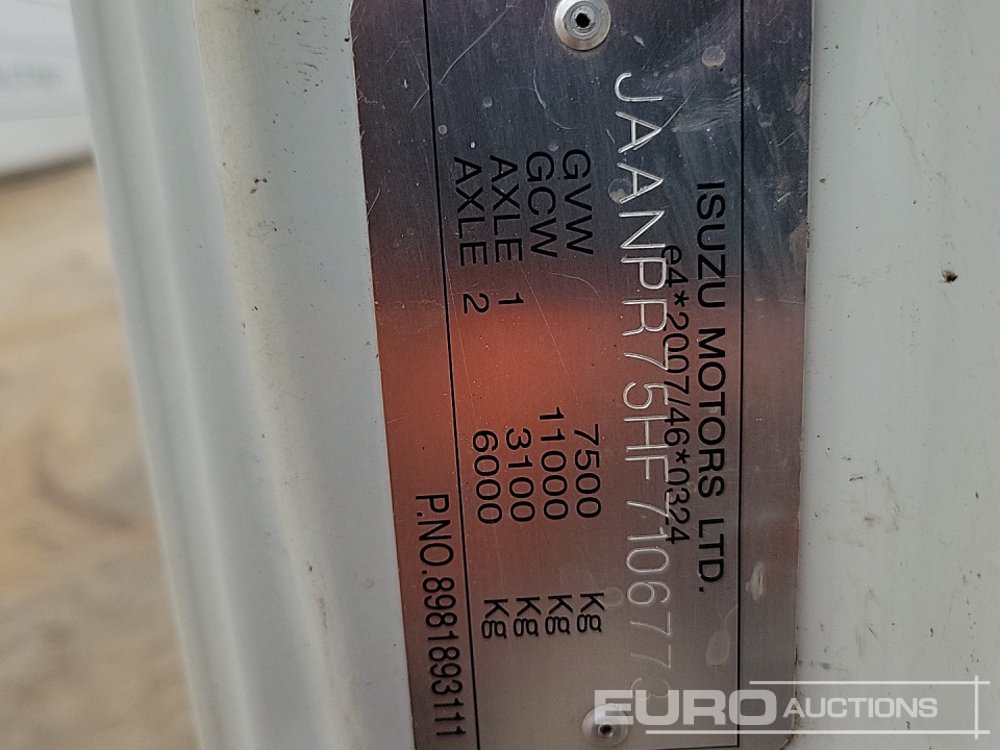 ISUZU MOTORS LTD.
e4*2007/46*0324
JAANPR75HF7106773
GVW 7500 Kg
GCW 11000 Kg
AXLE 1 3100 Kg
AXLE 2 6000 Kg
P.NO.8981893111
EURO AUCTIONS